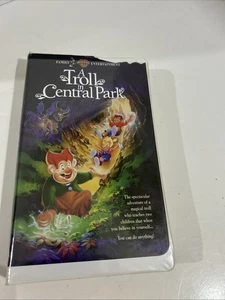 FAMILY ENTERTAINMENT
A
Troll
in
Central Park
The spectacular
adventure of a
magical troll
who teaches two
children that when
you believe in yourself...
You can do anything!